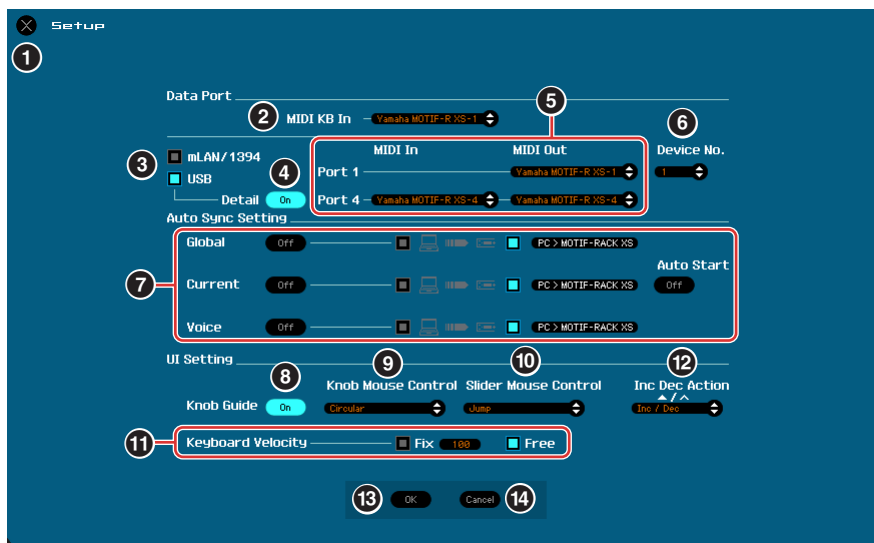 Setup
1
Data Port
2 MIDI KB In Yamaha MOTIF-R XS-1
5
6
3 mLAN/1394
MIDI In MIDI Out Device No.
4
Port 1 Yamaha MOTIF-R XS-1 1
USB
Detail On Port 4 Yamaha MOTIF-R XS-4 Yamaha MOTIF-R XS-4
Auto Sync Setting
Global Off PC > MOTIF-RACK XS
Auto Start
7 Current Off PC > MOTIF-RACK XS Off
Voice Off PC > MOTIF-RACK XS
UI Setting
8 9 10 12
Knob Mouse Control Slider Mouse Control Inc Dec Action
Knob Guide On Circular Jump Inc / Dec
11 Keyboard Velocity Fix 100 Free
13 OK Cancel 14